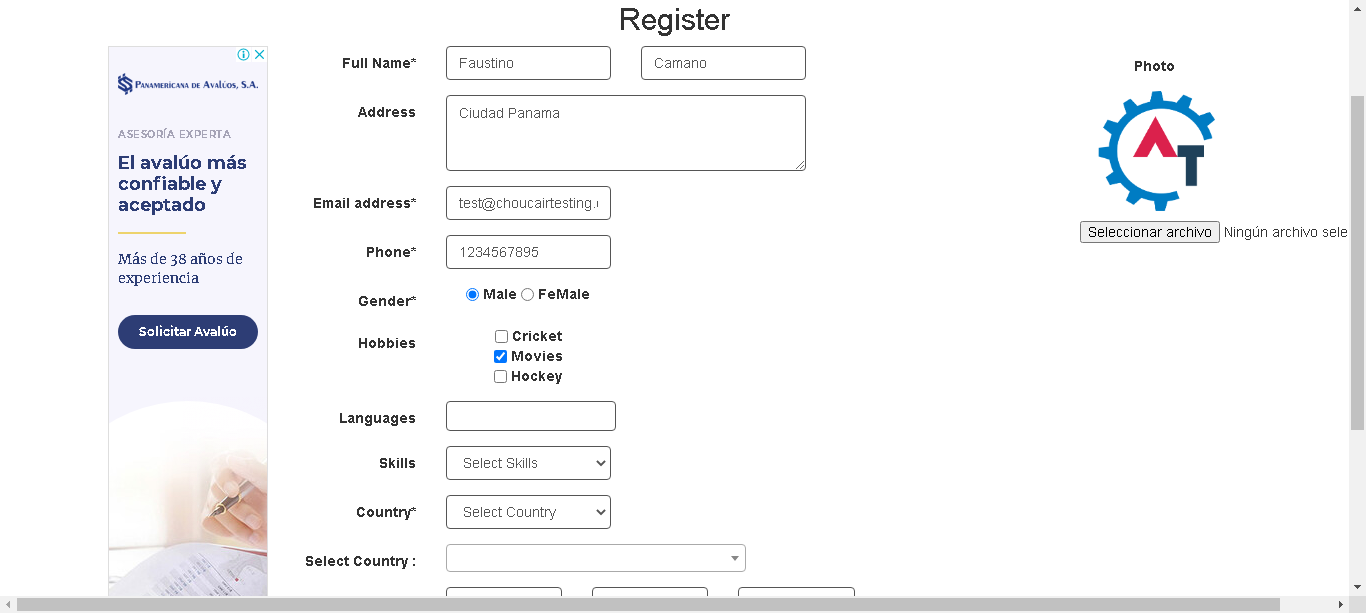 Register
PANAMERICANA DE AVALÚOS, S.A.
ASESORÍA EXPERTA
El avalúo más
confiable y
aceptado
Más de 38 años de
experiencia
Solicitar Avalúo
Full Name* Faustino Camano
Address Ciudad Panama
Email address* test@choucairtesting.
Phone* 1234567895
Gender* Male FeMale
Hobbies Cricket
Movies
Hockey
Languages
Skills Select Skills
Country* Select Country
Select Country :
Photo
AT
Seleccionar archivo Ningún archivo sele